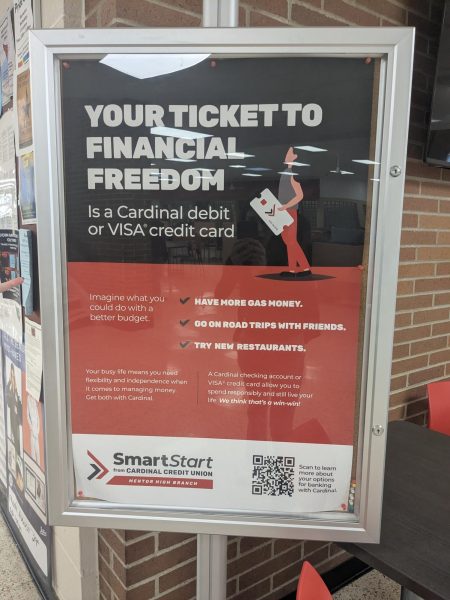 YOUR TICKET TO
FINANCIAL
FREEDOM
Is a Cardinal debit
or VISA® credit card
Imagine what you
could do with a
better budget.
HAVE MORE GAS MONEY.
GO ON ROAD TRIPS WITH FRIENDS.
TRY NEW RESTAURANTS.
Your busy life means you need
flexibility and independence when
it comes to managing money.
Get both with Cardinal.
A Cardinal checking account or
VISA® credit card allow you to
spend responsibly and still live your
life. We think that's a win-win!
SmartStart
from CARDINAL CREDIT UNION
MENTOR HIGH BRANCH
Scan to learn
more about
your options
for banking
with Cardinal.